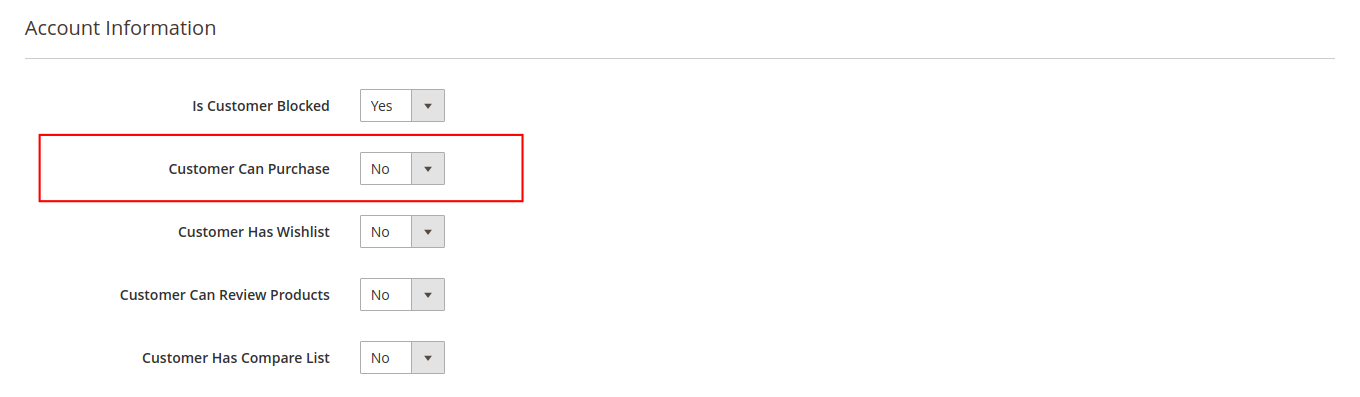 Account Information
Is Customer Blocked Yes
Customer Can Purchase No
Customer Has Wishlist No
Customer Can Review Products No
Customer Has Compare List No